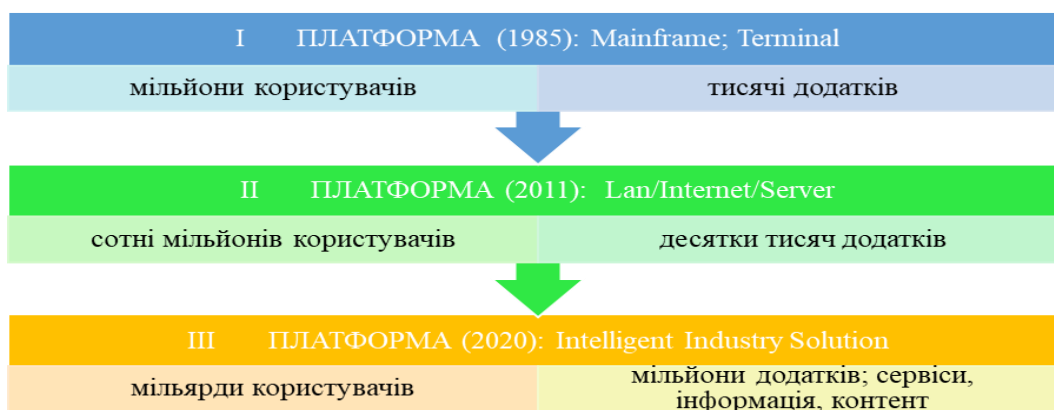 I ПЛАТФОРМА (1985): Mainframe; Terminal
мільйони користувачів
тисячі додатків
II ПЛАТФОРМА (2011): Lan/Internet/Server
сотні мільйонів користувачів
десятки тисяч додатків
III ПЛАТФОРМА (2020): Intelligent Industry Solution
мільярди користувачів
мільйони додатків; сервіси,
інформація, контент